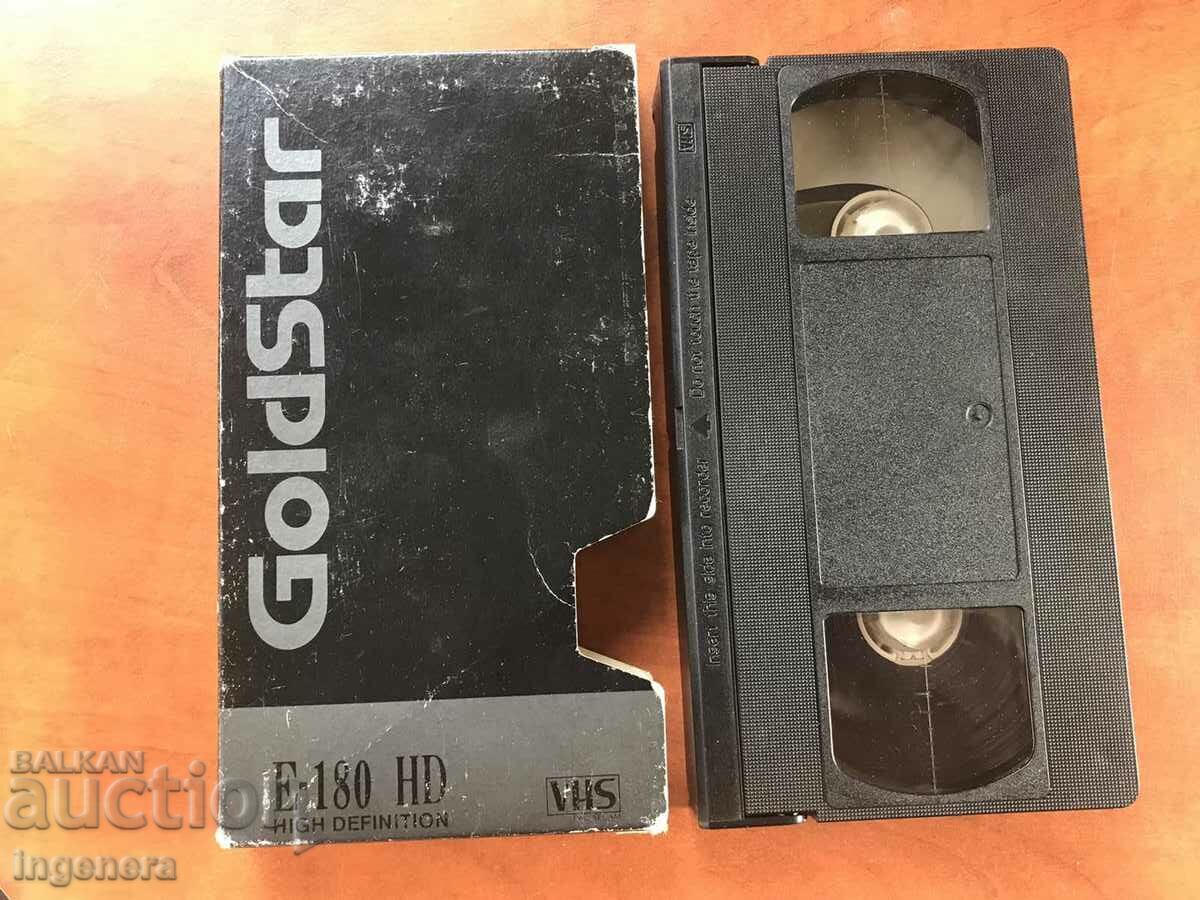 GoldStar
E-180 HD
HIGH DEFINITION
VHS
VHS
Insert this side into recorder ▲ Do not touch the tape inside
BALKAN
auction
ingenera